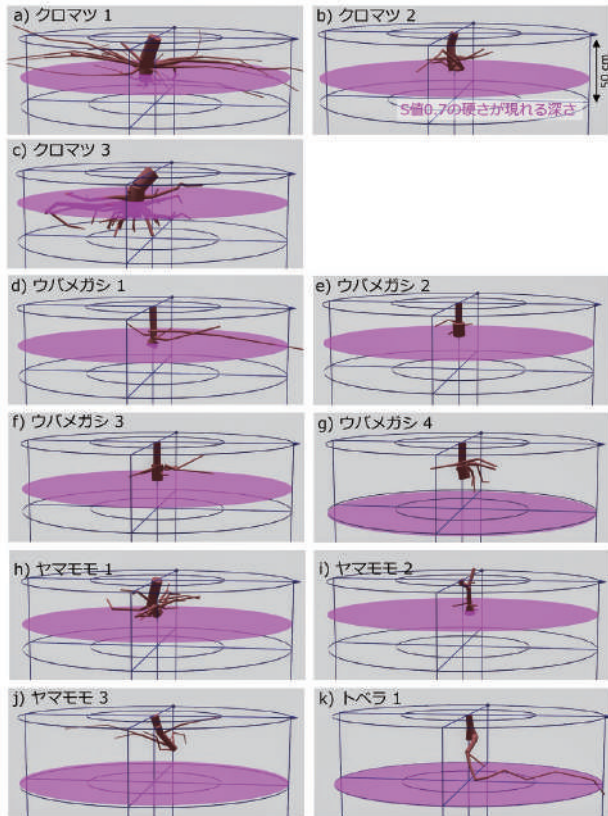 a) クロマツ 1
b) クロマツ 2
50 cm
S値0.7の硬さが現れる深さ
c) クロマツ 3
d) ウバメガシ 1
e) ウバメガシ 2
f) ウバメガシ 3
g) ウバメガシ 4
h) ヤマモモ 1
i) ヤマモモ 2
j) ヤマモモ 3
k) トベラ 1